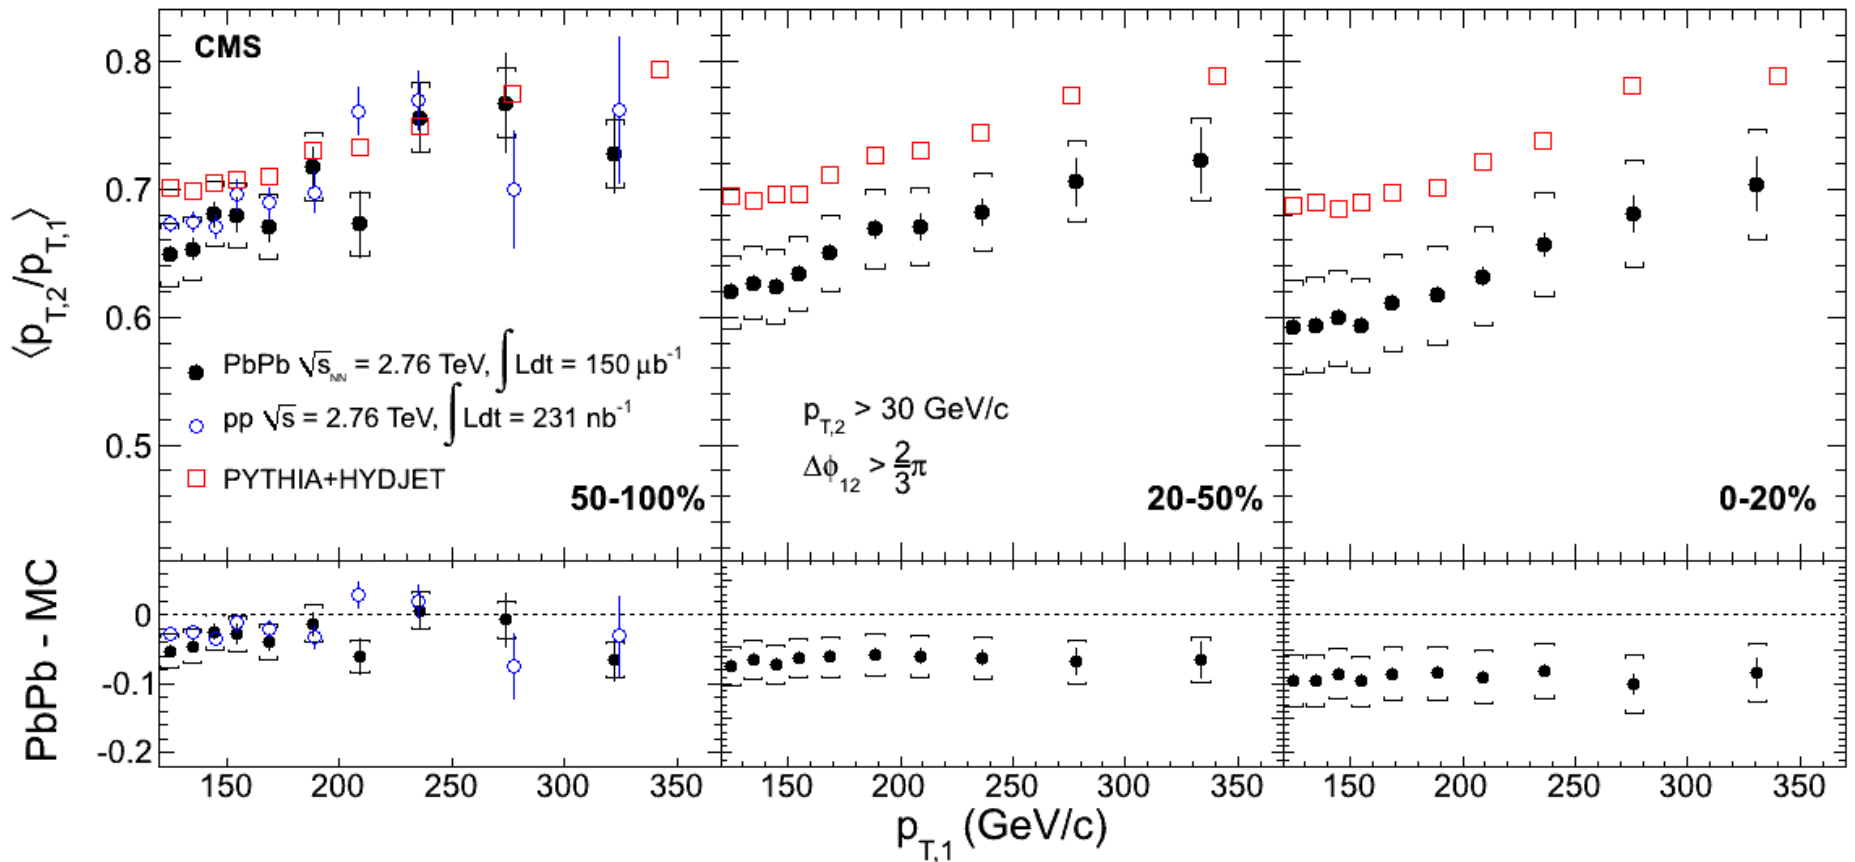 CMS
0.8
0.7
0.6
0.5
⟨p_T,2/p_T,1⟩
PbPb √s_NN = 2.76 TeV, ∫ Ldt = 150 μb⁻¹
pp √s = 2.76 TeV, ∫ Ldt = 231 nb⁻¹
PYTHIA+HYDJET
50-100%
p_T,2 > 30 GeV/c
Δϕ_12 > 2/3 π
20-50%
0-20%
PbPb - MC
0
-0.1
-0.2
150 200 250 300 350 150 200 250 300 350 150 200 250 300 350
p_T,1 (GeV/c)